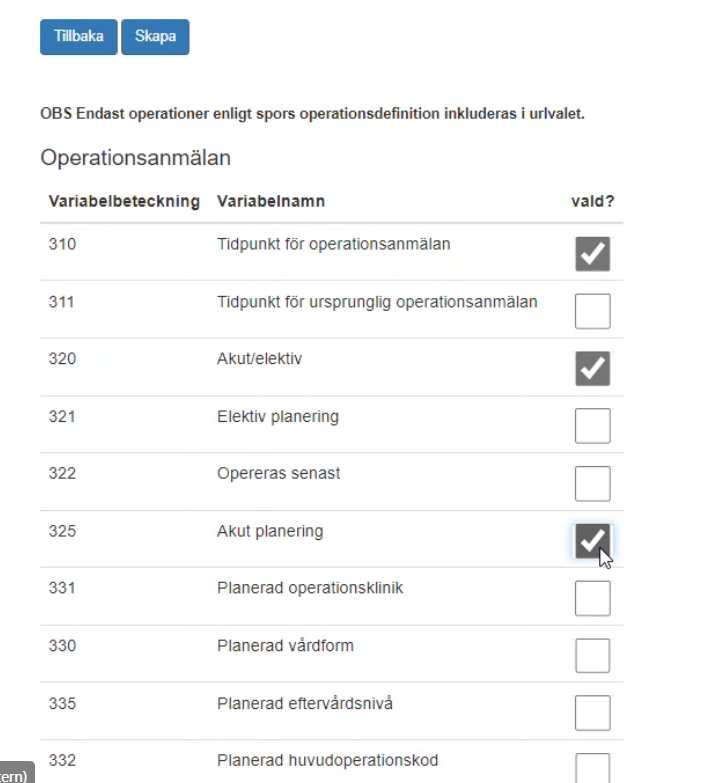 Tillbaka Skapa
OBS Endast operationer enligt spors operationsdefinition inkluderas i urlvalet.
Operationsanmälan
Variabelbeteckning Variabelnamn vald?
310 Tidpunkt för operationsanmälan
311 Tidpunkt för ursprunglig operationsanmälan
320 Akut/elektiv
321 Elektiv planering
322 Opereras senast
325 Akut planering
331 Planerad operationsklinik
330 Planerad vårdform
335 Planerad eftervårdsnivå
332 Planerad huvudoperationskod